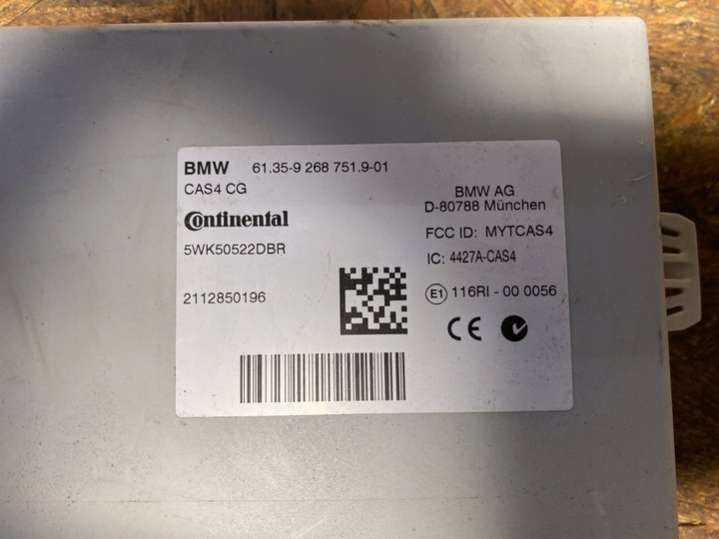 BMW 61.35-9 268 751.9-01
CAS4 CG
Continental
5WK50522DBR
2112850196
BMW AG
D-80788 München
FCC ID: MYTCAS4
IC: 4427A-CAS4
E1 116RI - 00 0056
CE